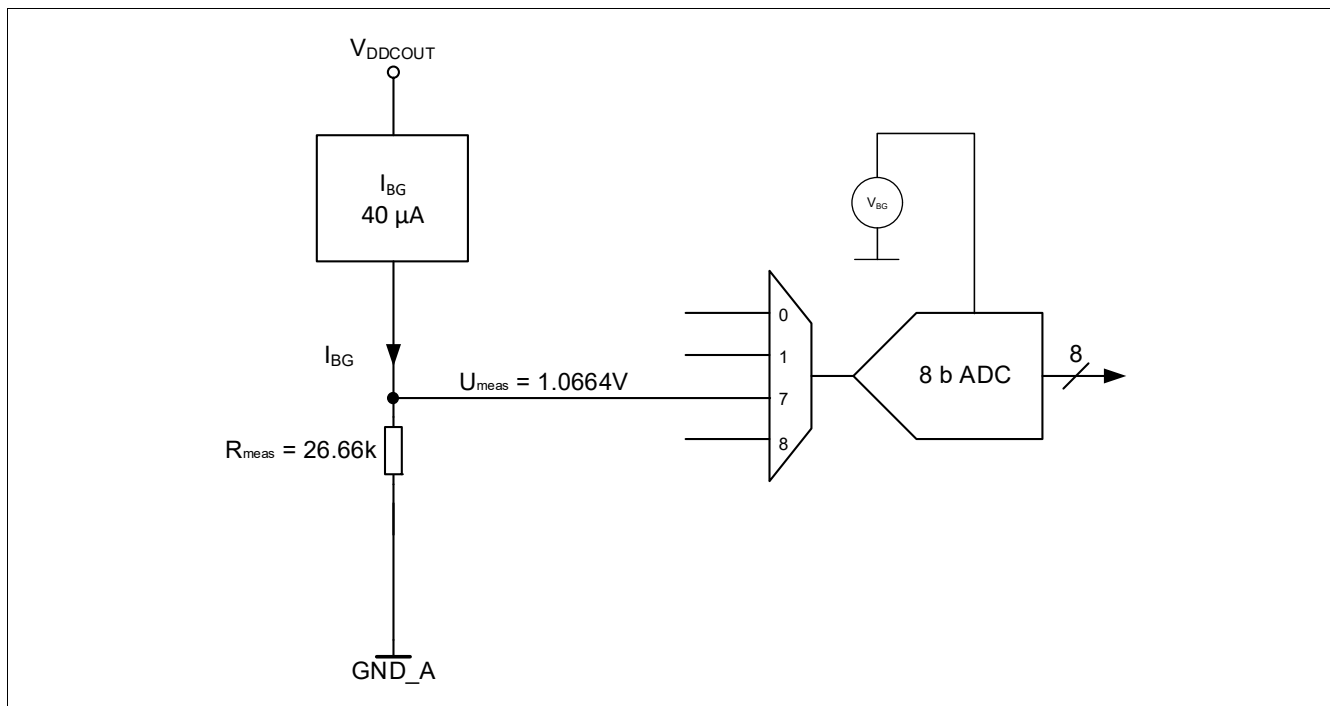 VDDCOUT
IBG
40 µA
VBG
0
IBG
1
8 b ADC
8
Umeas = 1.0664V
7
Rmeas = 26.66k
8
GND_A